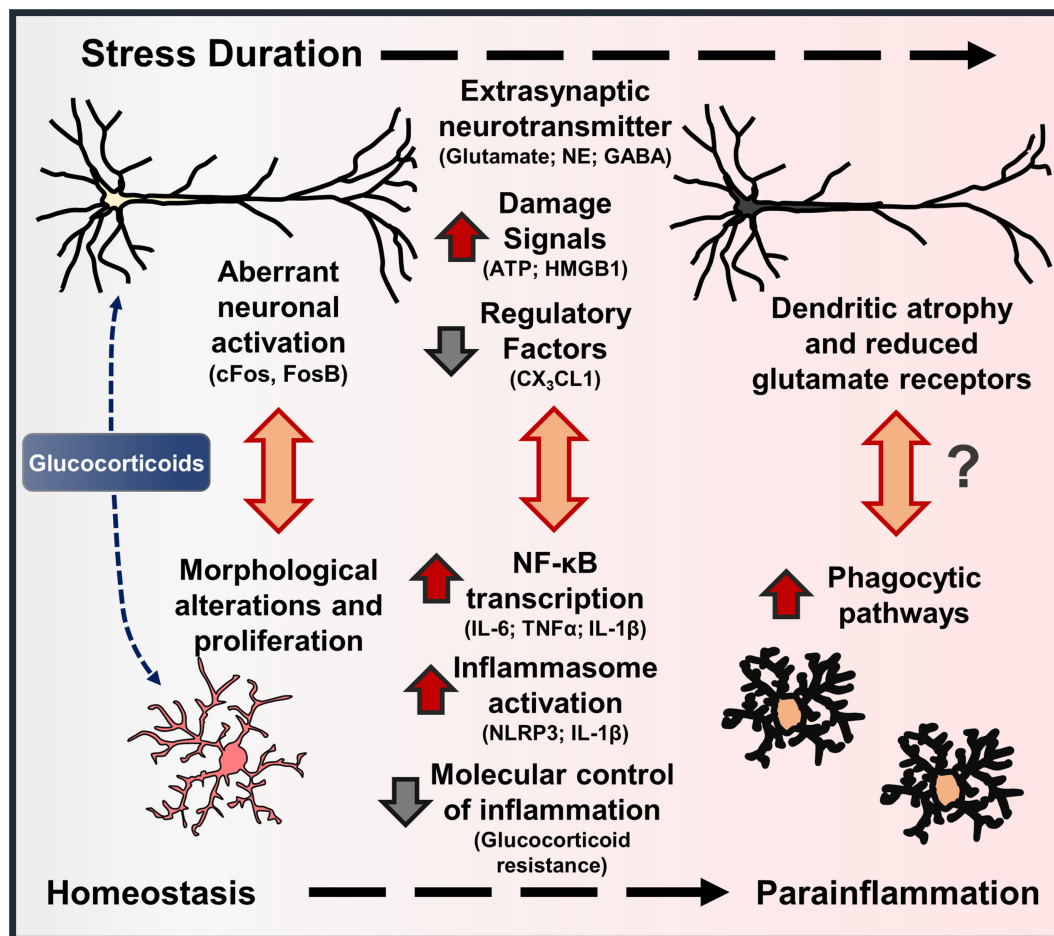 Stress Duration
Extrasynaptic
neurotransmitter
(Glutamate; NE; GABA)
Damage
Signals
(ATP; HMGB1)
Regulatory
Factors
(CX₃CL1)
Aberrant
neuronal
activation
(cFos, FosB)
Dendritic atrophy
and reduced
glutamate receptors
Glucocorticoids
?
Morphological
alterations and
proliferation
NF-κB
transcription
(IL-6; TNFα; IL-1β)
Inflammasome
activation
(NLRP3; IL-1β)
Molecular control
of inflammation
(Glucocorticoid
resistance)
Phagocytic
pathways
Homeostasis
Parainflammation